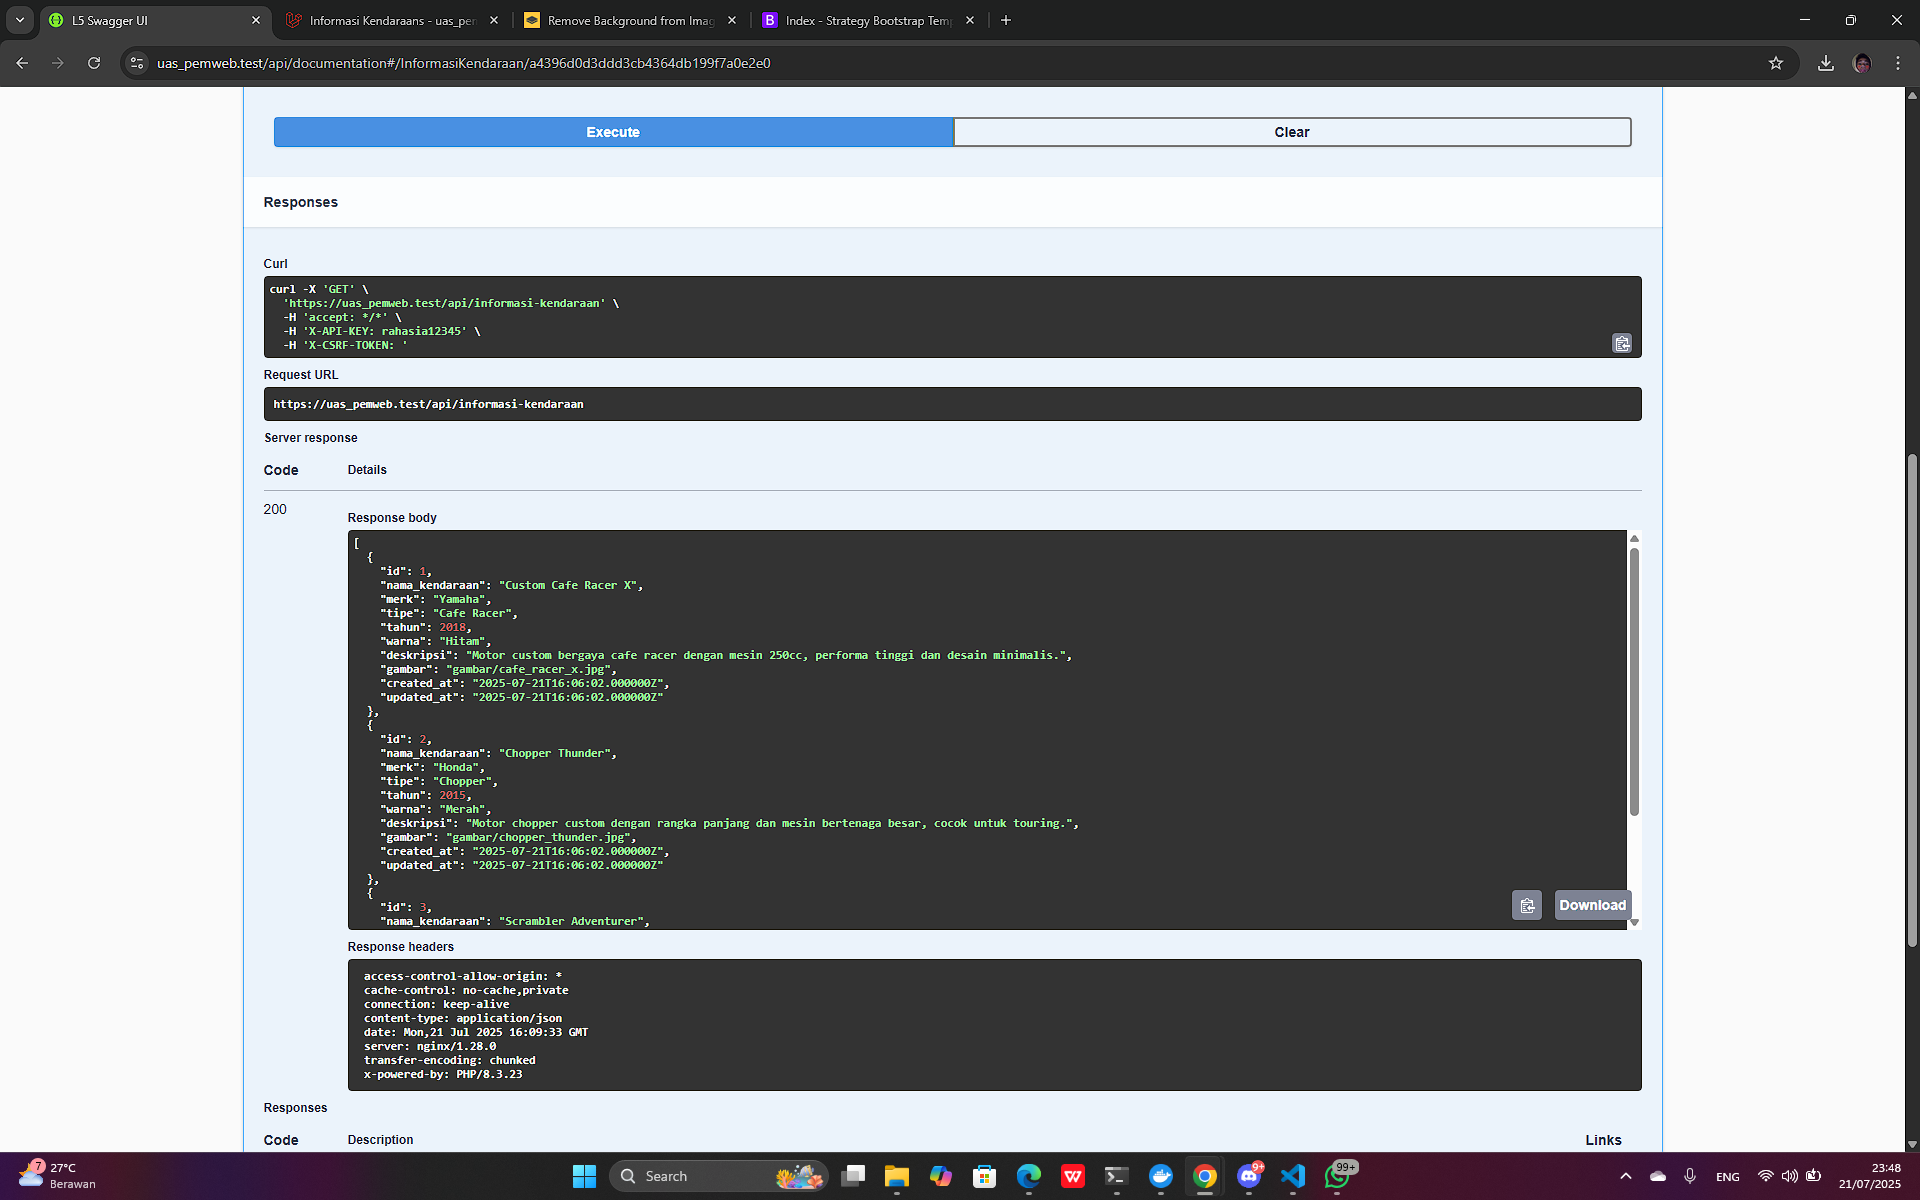 L5 Swagger UI
Informasi Kendaraans - uas_pen
Remove Background from Imag
Index - Strategy Bootstrap Temp
uas_pemweb.test/api/documentation#/InformasiKendaraan/a4396d0d3ddd3cb4364db199f7a0e2e0
Execute
Clear
Responses
Curl
curl -X 'GET' \
'https://uas_pemweb.test/api/informasi-kendaraan' \
-H 'accept: */*' \
-H 'X-API-KEY: rahasia12345' \
-H 'X-CSRF-TOKEN: '
Request URL
https://uas_pemweb.test/api/informasi-kendaraan
Server response
Code Details
200
Response body
[
{
"id": 1,
"nama_kendaraan": "Custom Cafe Racer X",
"merk": "Yamaha",
"tipe": "Cafe Racer",
"tahun": 2018,
"warna": "Hitam",
"deskripsi": "Motor custom bergaya cafe racer dengan mesin 250cc, performa tinggi dan desain minimalis.",
"gambar": "gambar/cafe_racer_x.jpg",
"created_at": "2025-07-21T16:06:02.000000Z",
"updated_at": "2025-07-21T16:06:02.000000Z"
},
{
"id": 2,
"nama_kendaraan": "Chopper Thunder",
"merk": "Honda",
"tipe": "Chopper",
"tahun": 2015,
"warna": "Merah",
"deskripsi": "Motor chopper custom dengan rangka panjang dan mesin bertenaga besar, cocok untuk touring.",
"gambar": "gambar/chopper_thunder.jpg",
"created_at": "2025-07-21T16:06:02.000000Z",
"updated_at": "2025-07-21T16:06:02.000000Z"
},
{
"id": 3,
"nama_kendaraan": "Scrambler Adventurer",
Download
Response headers
access-control-allow-origin: *
cache-control: no-cache,private
connection: keep-alive
content-type: application/json
date: Mon,21 Jul 2025 16:09:33 GMT
server: nginx/1.28.0
transfer-encoding: chunked
x-powered-by: PHP/8.3.23
Responses
Code Description Links
7
27°C
Berawan
Search
9+
99+
ENG
23:48
21/07/2025